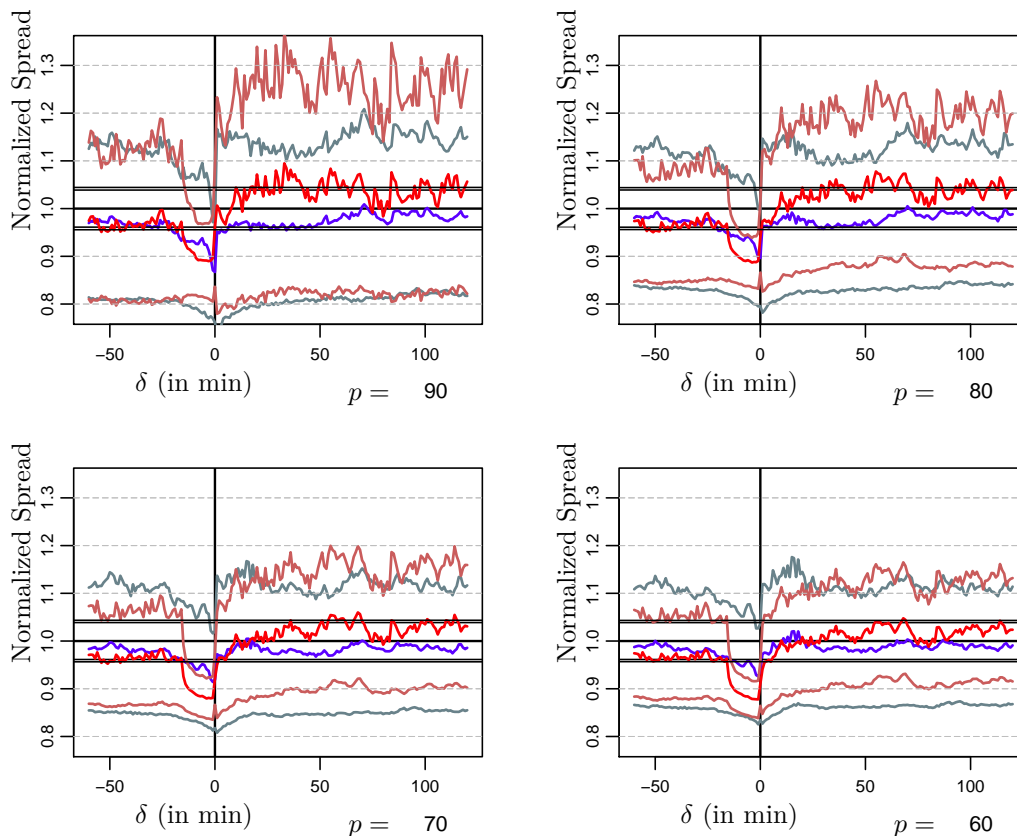 Normalized Spread
0.8 0.9 1.0 1.1 1.2 1.3
−50 0 50 100
δ (in min)
p = 90
Normalized Spread
0.8 0.9 1.0 1.1 1.2 1.3
−50 0 50 100
δ (in min)
p = 80
Normalized Spread
0.8 0.9 1.0 1.1 1.2 1.3
−50 0 50 100
δ (in min)
p = 70
Normalized Spread
0.8 0.9 1.0 1.1 1.2 1.3
−50 0 50 100
δ (in min)
p = 60